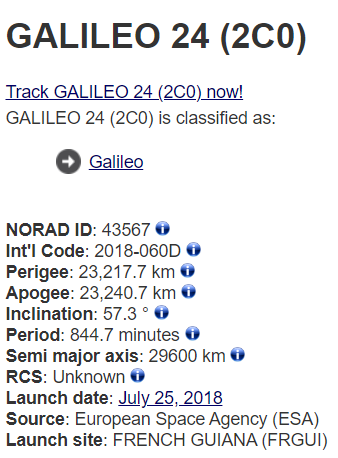 GALILEO 24 (2C0)
Track GALILEO 24 (2C0) now!
GALILEO 24 (2C0) is classified as:
Galileo
NORAD ID: 43567
Int'l Code: 2018-060D
Perigee: 23,217.7 km
Apogee: 23,240.7 km
Inclination: 57.3 °
Period: 844.7 minutes
Semi major axis: 29600 km
RCS: Unknown
Launch date: July 25, 2018
Source: European Space Agency (ESA)
Launch site: FRENCH GUIANA (FRGUI)